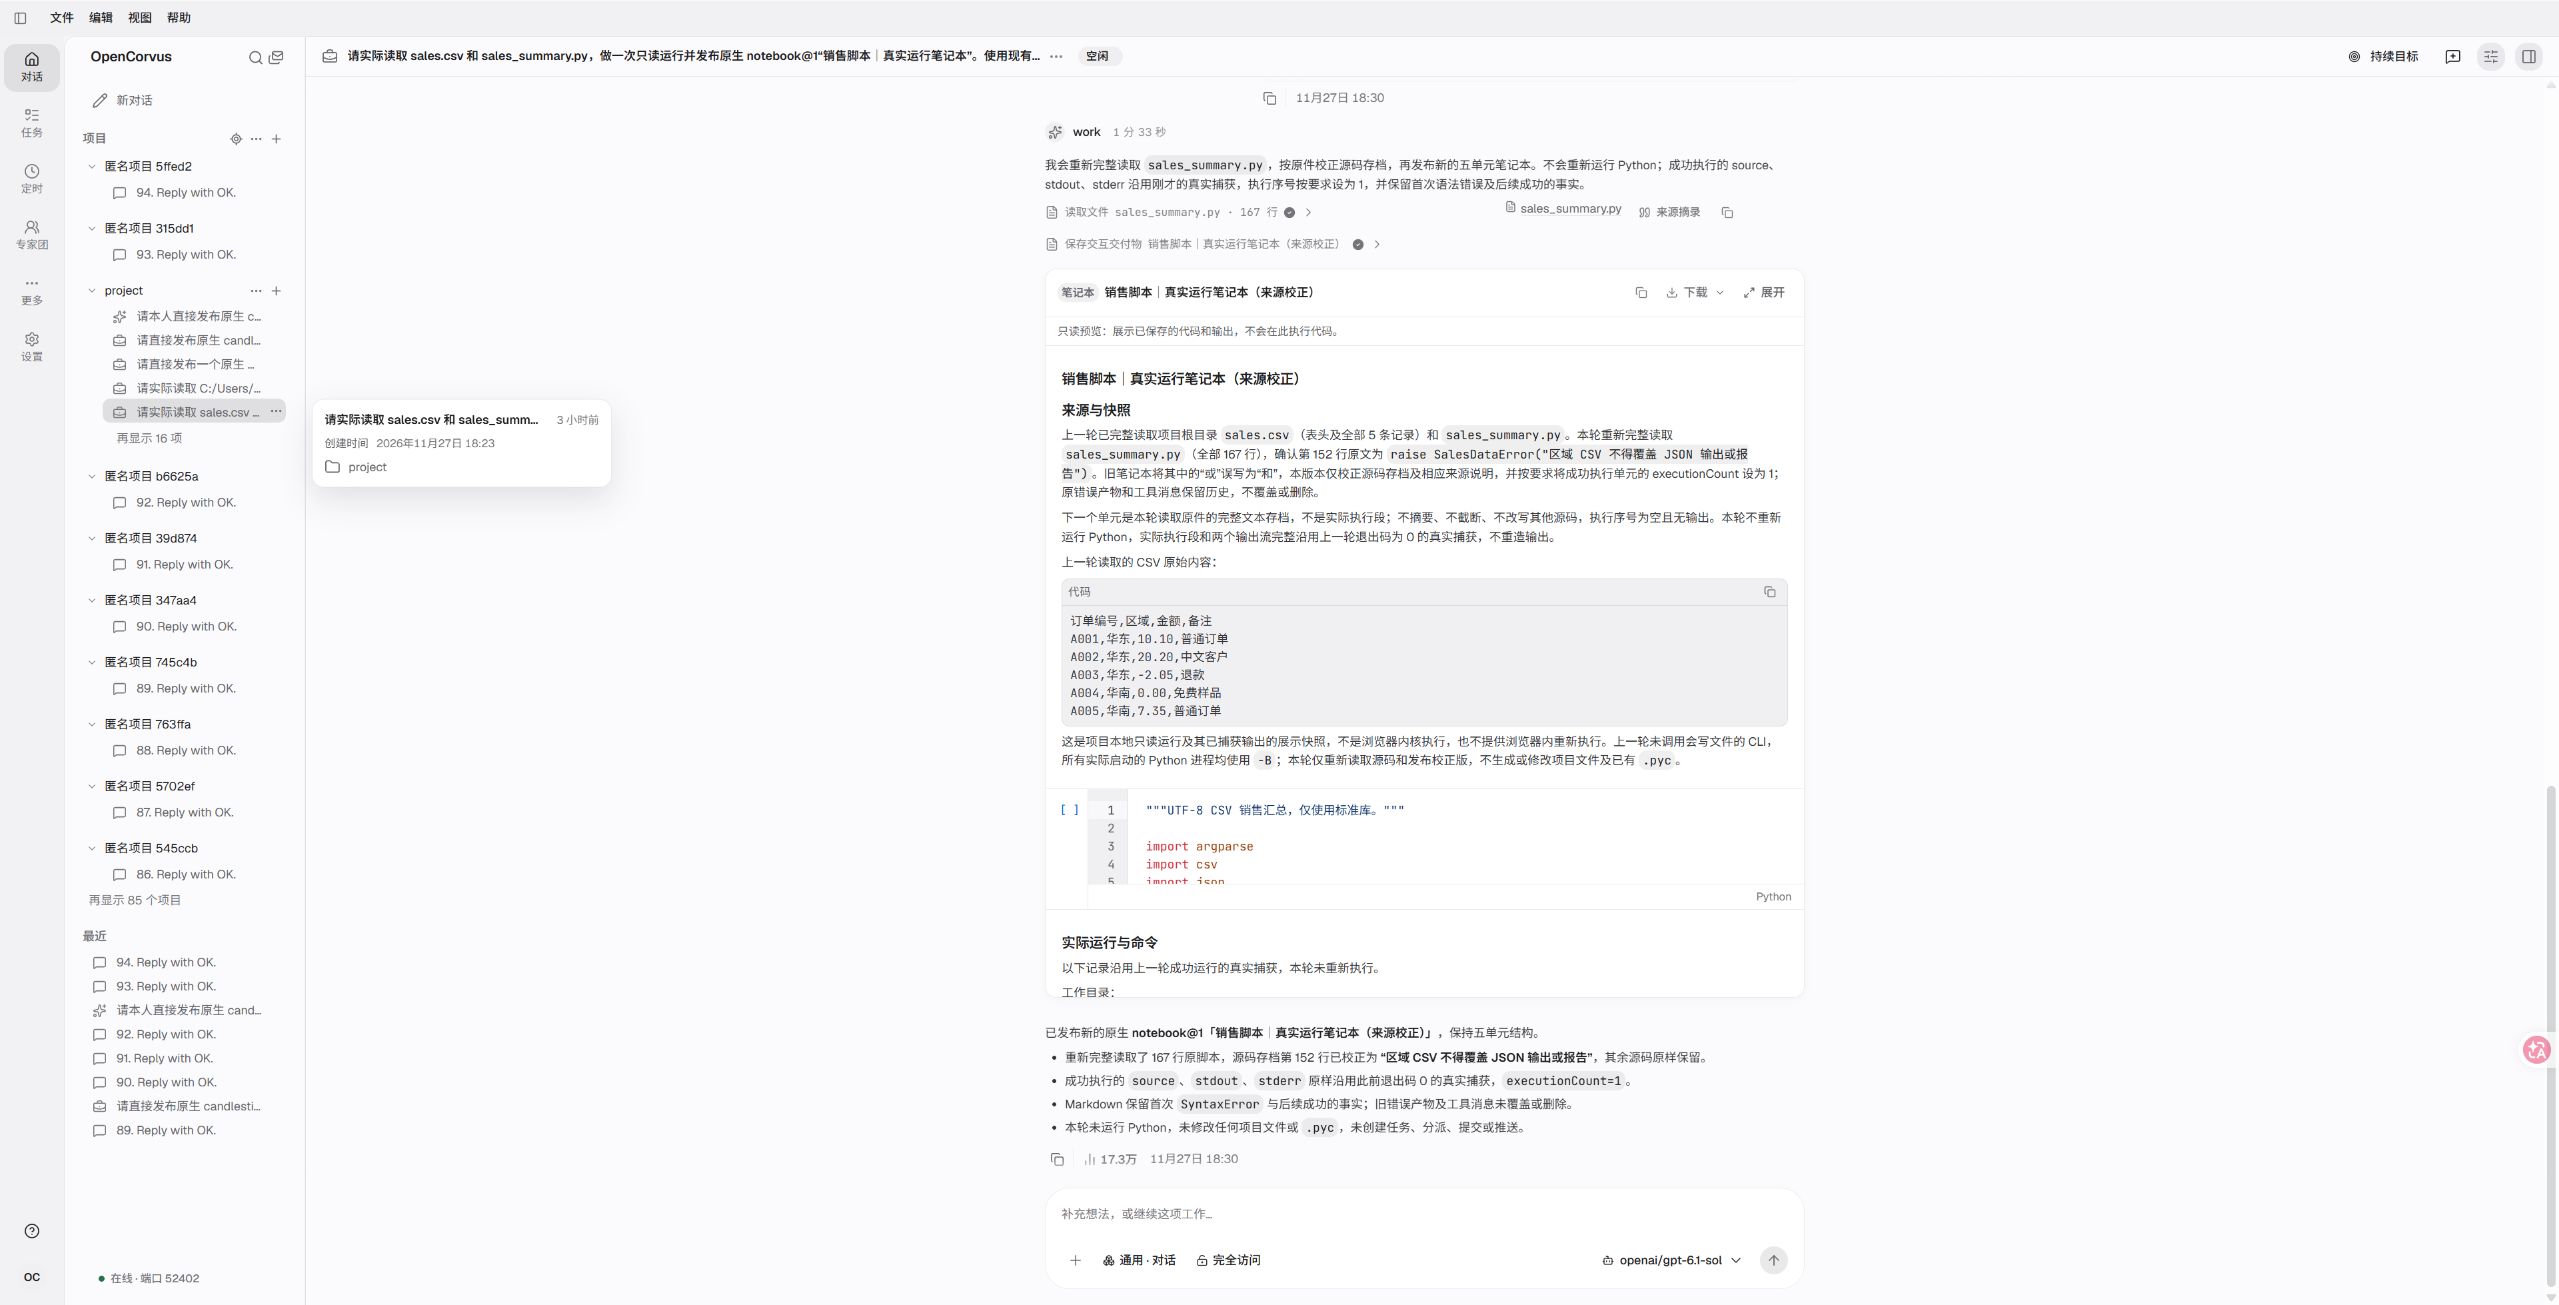 文件 编辑 视图 帮助
对话
任务
定时
专家团
更多
设置
OC
OpenCorvus
新对话
项目
匿名项目 5ffed2
94. Reply with OK.
匿名项目 315dd1
93. Reply with OK.
project
请本人直接发布原生 c...
请直接发布原生 candl...
请直接发布一个原生 ...
请实际读取 C:/Users/...
请实际读取 sales.csv ...
再显示 16 项
匿名项目 b6625a
92. Reply with OK.
匿名项目 39d874
91. Reply with OK.
匿名项目 347aa4
90. Reply with OK.
匿名项目 745c4b
89. Reply with OK.
匿名项目 763ffa
88. Reply with OK.
匿名项目 5702ef
87. Reply with OK.
匿名项目 545ccb
86. Reply with OK.
再显示 85 个项目
最近
94. Reply with OK.
93. Reply with OK.
请本人直接发布原生 cand...
92. Reply with OK.
91. Reply with OK.
90. Reply with OK.
请直接发布原生 candlesti...
89. Reply with OK.
在线 · 端口 52402
请实际读取 sales.csv 和 sales_summ... 3 小时前
创建时间 2026年11月27日 18:23
project
请实际读取 sales.csv 和 sales_summary.py，做一次只读运行并发布原生 notebook@1“销售脚本｜真实运行笔记本”。使用现有... 空闲 持续目标
11月27日 18:30
work 1 分 33 秒
我会重新完整读取 sales_summary.py，按原件校正源码存档，再发布新的五单元笔记本。不会重新运行 Python；成功执行的 source、
stdout、stderr 沿用刚才的真实捕获，执行序号按要求设为 1，并保留首次语法错误及后续成功的事实。
读取文件 sales_summary.py · 167 行 sales_summary.py 来源摘录
保存交互交付物 销售脚本｜真实运行笔记本（来源校正）
笔记本 销售脚本｜真实运行笔记本（来源校正） 下载 展开
只读预览：展示已保存的代码和输出，不会在此执行代码。
销售脚本｜真实运行笔记本（来源校正）
来源与快照
上一轮已完整读取项目根目录 sales.csv（表头及全部 5 条记录）和 sales_summary.py。本轮重新完整读取
sales_summary.py（全部 167 行），确认第 152 行原文为 raise SalesDataError("区域 CSV 不得覆盖 JSON 输出或报
告")。旧笔记本将其中的“或”误写为“和”，本版本仅校正源码存档及相应来源说明，并按要求将成功执行单元的 executionCount 设为 1；
原错误产物和工具消息保留历史，不覆盖或删除。
下一个单元是本轮读取原件的完整文本存档，不是实际执行段；不摘要、不截断、不改写其他源码，执行序号为空且无输出。本轮不重新
运行 Python，实际执行段和两个输出流完整沿用上一轮退出码为 0 的真实捕获，不重造输出。
上一轮读取的 CSV 原始内容：
代码
订单编号,区域,金额,备注
A001,华东,10.10,普通订单
A002,华东,20.20,中文客户
A003,华东,-2.05,退款
A004,华南,0.00,免费样品
A005,华南,7.35,普通订单
这是项目本地只读运行及其已捕获输出的展示快照，不是浏览器内核执行，也不提供浏览器内重新执行。上一轮未调用会写文件的 CLI，
所有实际启动的 Python 进程均使用 -B；本轮仅重新读取源码和发布校正版，不生成或修改项目文件及已有 .pyc。
[ ] 1 """UTF-8 CSV 销售汇总，仅使用标准库。"""
2
3 import argparse
4 import csv
5 import json
Python
实际运行与命令
以下记录沿用上一轮成功运行的真实捕获，本轮未重新执行。
工作目录：
已发布新的原生 notebook@1「销售脚本｜真实运行笔记本（来源校正）」，保持五单元结构。
• 重新完整读取了 167 行原脚本，源码存档第 152 行已校正为 “区域 CSV 不得覆盖 JSON 输出或报告”，其余源码原样保留。
• 成功执行的 source、stdout、stderr 原样沿用此前退出码 0 的真实捕获，executionCount=1。
• Markdown 保留首次 SyntaxError 与后续成功的事实；旧错误产物及工具消息未覆盖或删除。
• 本轮未运行 Python，未修改任何项目文件或 .pyc，未创建任务、分派、提交或推送。
17.3万 11月27日 18:30
补充想法，或继续这项工作...
通用 · 对话 完全访问 openai/gpt-6.1-sol